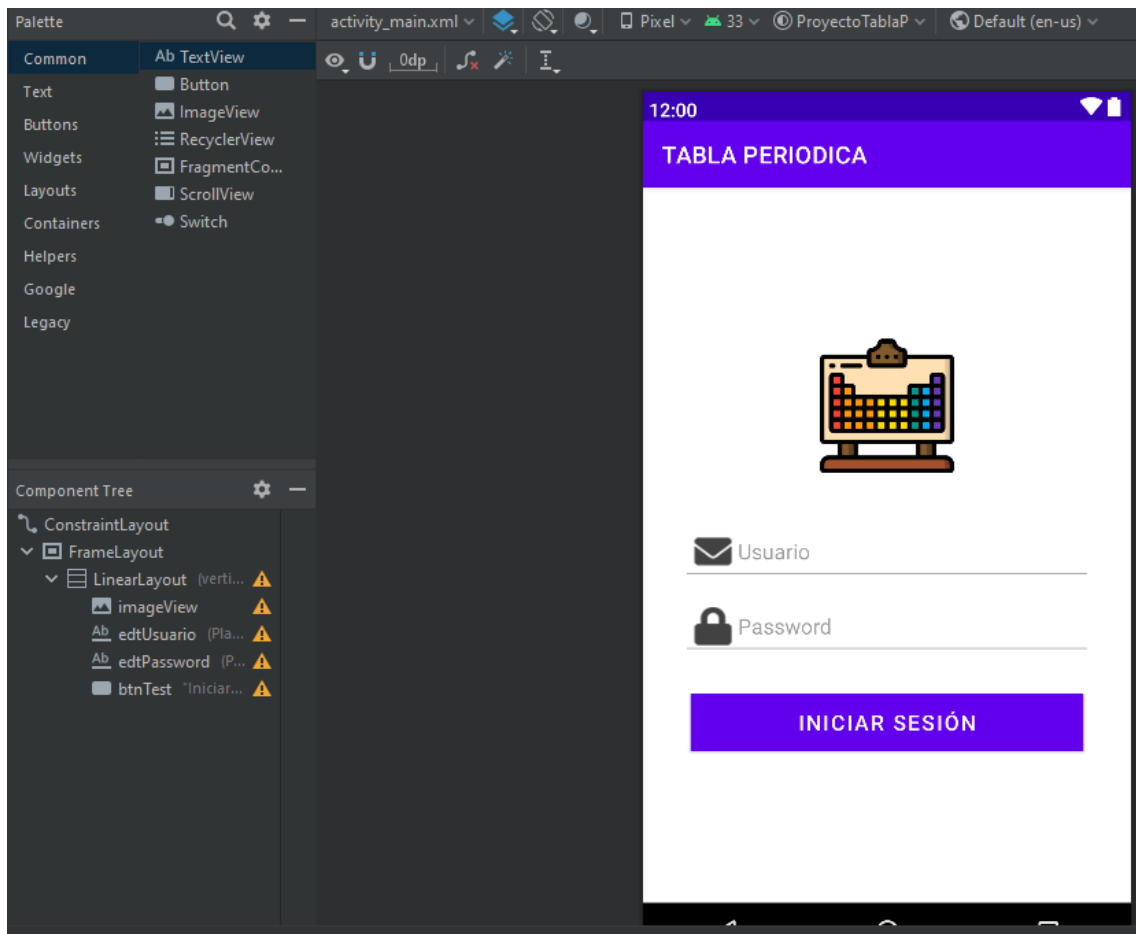 Palette
activity_main.xml
Pixel
33
ProyectoTablaP
Default (en-us)
Common
Text
Buttons
Widgets
Layouts
Containers
Helpers
Google
Legacy
Ab TextView
Button
ImageView
RecyclerView
FragmentCo...
ScrollView
Switch
0dp
Component Tree
ConstraintLayout
FrameLayout
LinearLayout (verti...
imageView
Ab edtUsuario (Pla...
Ab edtPassword (P...
btnTest "Iniciar...
12:00
TABLA PERIODICA
Usuario
Password
INICIAR SESIÓN